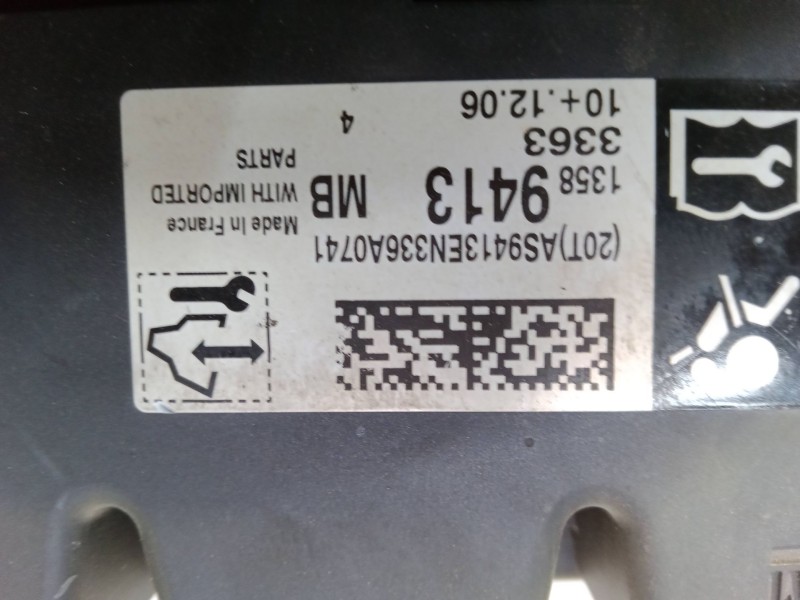 (20T)AS9413EN336A0741
1358 9413 MB
3363
10+.12.06
4
Made In France
WITH IMPORTED
PARTS